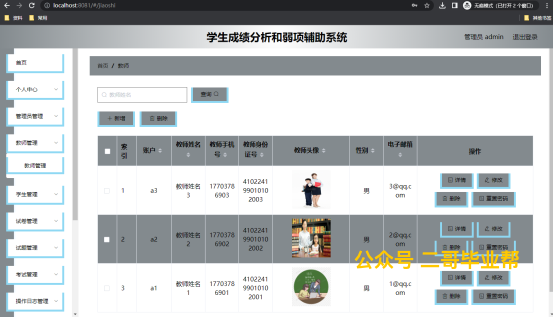 localhost:8081/#/jiaoshi
无痕模式（已打开 2 个窗口）
资料 常用
其他书签
学生成绩分析和弱项辅助系统
管理员 admin 退出登录
首页
个人中心
管理员管理
教师管理
教师管理
学生管理
试卷管理
试题管理
考试管理
操作日志管理
首页 / 教师
教师姓名 查询
新增 删除
索引 账户 教师姓名 教师手机号 教师身份证号 教师头像 性别 电子邮箱 操作
1 a3 教师姓名3 17703786903 410224199010102003 男 3@qq.com 详情 修改 删除 重置密码
2 a2 教师姓名2 17703786902 410224199010102002 男 2@qq.com 详情 修改 删除 重置密码
3 a1 教师姓名1 17703786901 410224199010102001 男 1@qq.com 详情 修改 删除 重置密码
公众号 二哥毕业帮